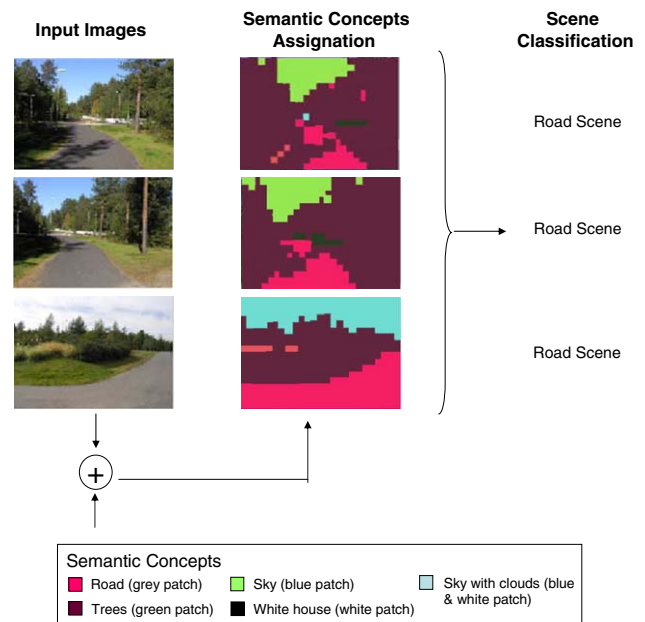 Input Images
Semantic Concepts
Assignation
Scene
Classification
Road Scene
Road Scene
Road Scene
+
Semantic Concepts
Road (grey patch)
Sky (blue patch)
Sky with clouds (blue
& white patch)
Trees (green patch)
White house (white patch)